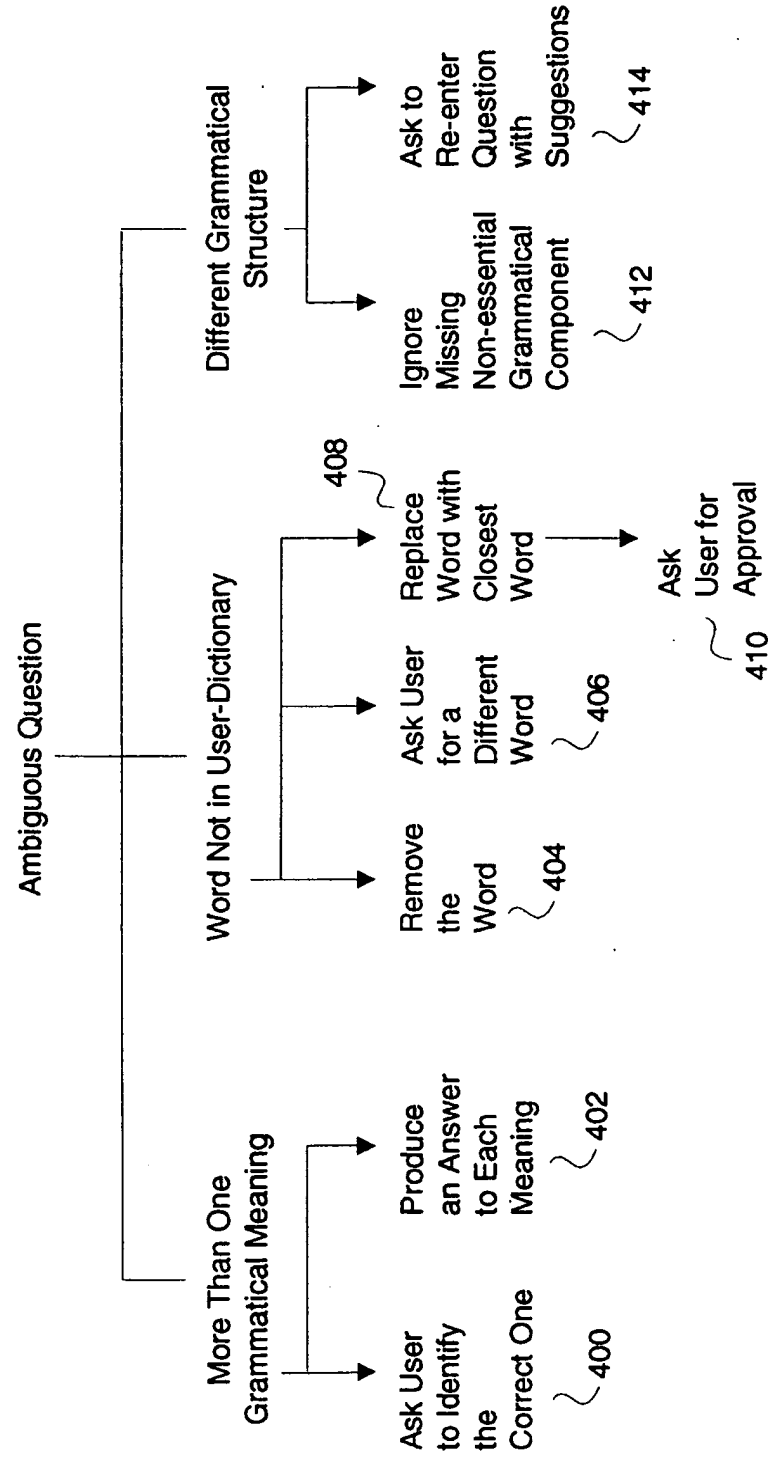 Ambiguous Question
More Than One
Grammatical Meaning
Ask User
to Identify
the
Correct One
400
Produce
an Answer
to Each
Meaning
402
Word Not in User-Dictionary
Remove
the
Word
404
Ask User
for a
Different
Word
406
408
Replace
Word with
Closest
Word
Ask
User for
Approval
410
Different Grammatical
Structure
Ignore
Missing
Non-essential
Grammatical
Component
412
Ask to
Re-enter
Question
with
Suggestions
414